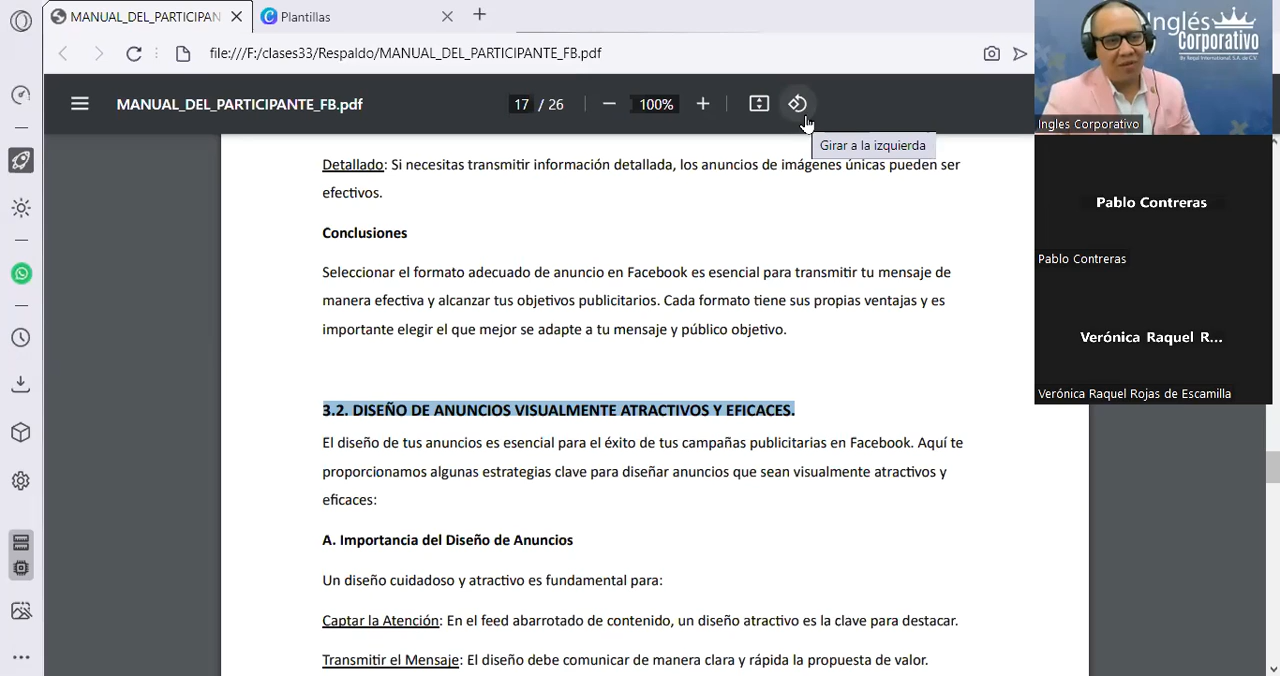 MANUAL_DEL_PARTICIPAN
Plantillas
file:///F:/clases33/Respaldo/MANUAL_DEL_PARTICIPANTE_FB.pdf
MANUAL_DEL_PARTICIPANTE_FB.pdf
17 / 26
100%
Girar a la izquierda
Inglés
Corporativo
By Nepal International, S.A. de C.V.
Ingles Corporativo
Pablo Contreras
Pablo Contreras
Verónica Raquel R...
Verónica Raquel Rojas de Escamilla
Detallado: Si necesitas transmitir información detallada, los anuncios de imágenes únicas pueden ser
efectivos.
Conclusiones
Seleccionar el formato adecuado de anuncio en Facebook es esencial para transmitir tu mensaje de
manera efectiva y alcanzar tus objetivos publicitarios. Cada formato tiene sus propias ventajas y es
importante elegir el que mejor se adapte a tu mensaje y público objetivo.
3.2. DISEÑO DE ANUNCIOS VISUALMENTE ATRACTIVOS Y EFICACES.
El diseño de tus anuncios es esencial para el éxito de tus campañas publicitarias en Facebook. Aquí te
proporcionamos algunas estrategias clave para diseñar anuncios que sean visualmente atractivos y
eficaces:
A. Importancia del Diseño de Anuncios
Un diseño cuidadoso y atractivo es fundamental para:
Captar la Atención: En el feed abarrotado de contenido, un diseño atractivo es la clave para destacar.
Transmitir el Mensaje: El diseño debe comunicar de manera clara y rápida la propuesta de valor.